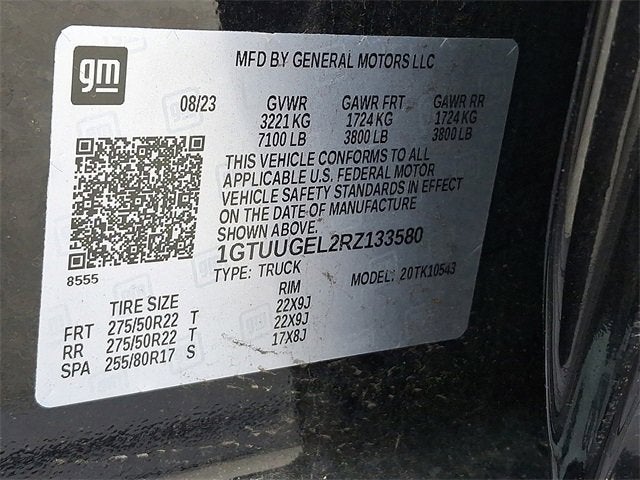 gm
MFD BY GENERAL MOTORS LLC
08/23 GVWR GAWR FRT GAWR RR
3221 KG 1724 KG 1724 KG
7100 LB 3800 LB 3800 LB
THIS VEHICLE CONFORMS TO ALL
APPLICABLE U.S. FEDERAL MOTOR
VEHICLE SAFETY STANDARDS IN EFFECT
ON THE DATE OF MANUFACTURE
SHOWN ABOVE.
1GTUUGEL2RZ133580
8555
TYPE: TRUCK MODEL: 20TK10543
TIRE SIZE RIM
FRT 275/50R22 T 22X9J
RR 275/50R22 T 22X9J
SPA 255/80R17 S 17X8J